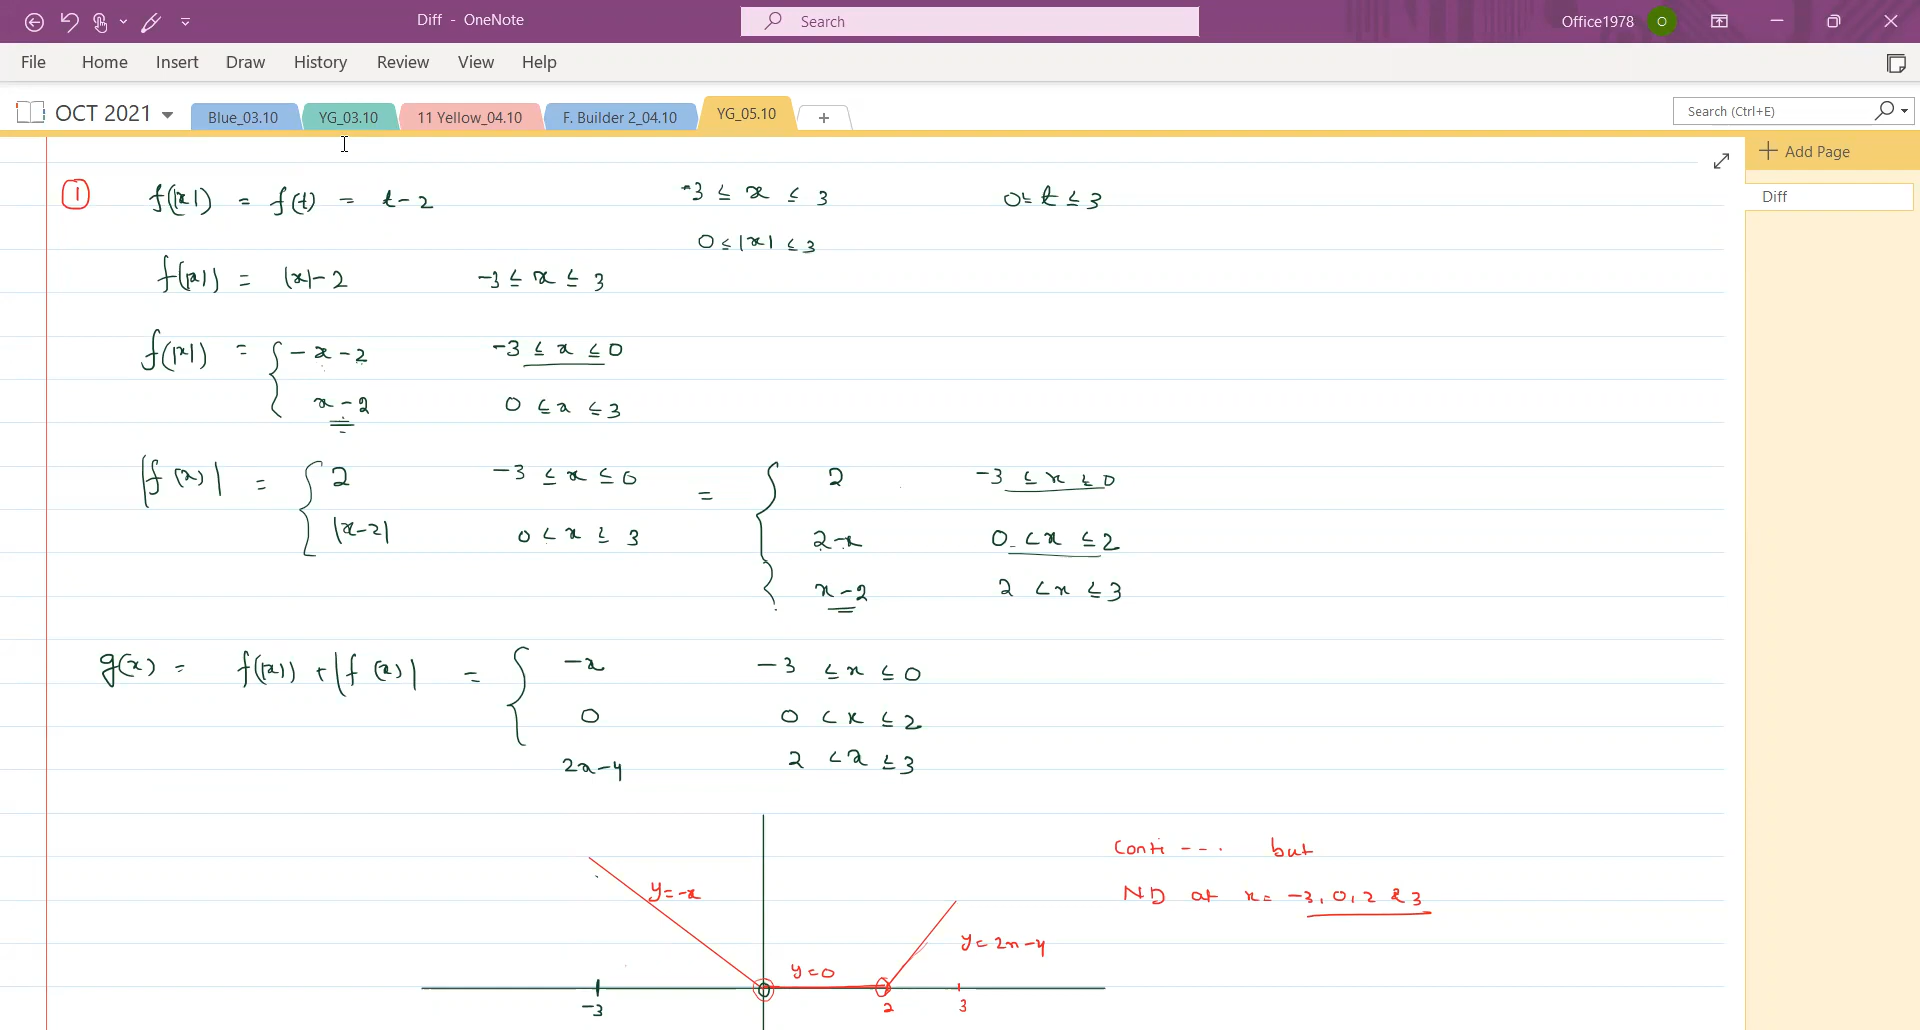 Diff - OneNote
Search
Office1978
O
File Home Insert Draw History Review View Help
OCT 2021
Blue_03.10
YG_03.10
11 Yellow_04.10
F. Builder 2_04.10
YG_05.10
+
Search (Ctrl+E)
Add Page
Diff
① f(|x|) = f(t) = t-2 -3 ≤ x ≤ 3 0 ≤ t ≤ 3
0 ≤ |x| ≤ 3
f(|x|) = |x|-2 -3 ≤ x ≤ 3
f(|x|) = { -x-2 -3 ≤ x ≤ 0
x-2 0 ≤ x ≤ 3
|f(x)| = { 2 -3 ≤ x ≤ 0 = { 2 -3 ≤ x ≤ 0
|x-2| 0 < x ≤ 3 2-x 0 < x ≤ 2
x-2 2 < x ≤ 3
g(x) = f(|x|) + |f(x)| = { -x -3 ≤ x ≤ 0
0 0 < x ≤ 2
2x-4 2 < x ≤ 3
Conti ---. but
ND at x= -3, 0, 2 & 3
y=-x
y= 2x-4
y=0
-3 2 3